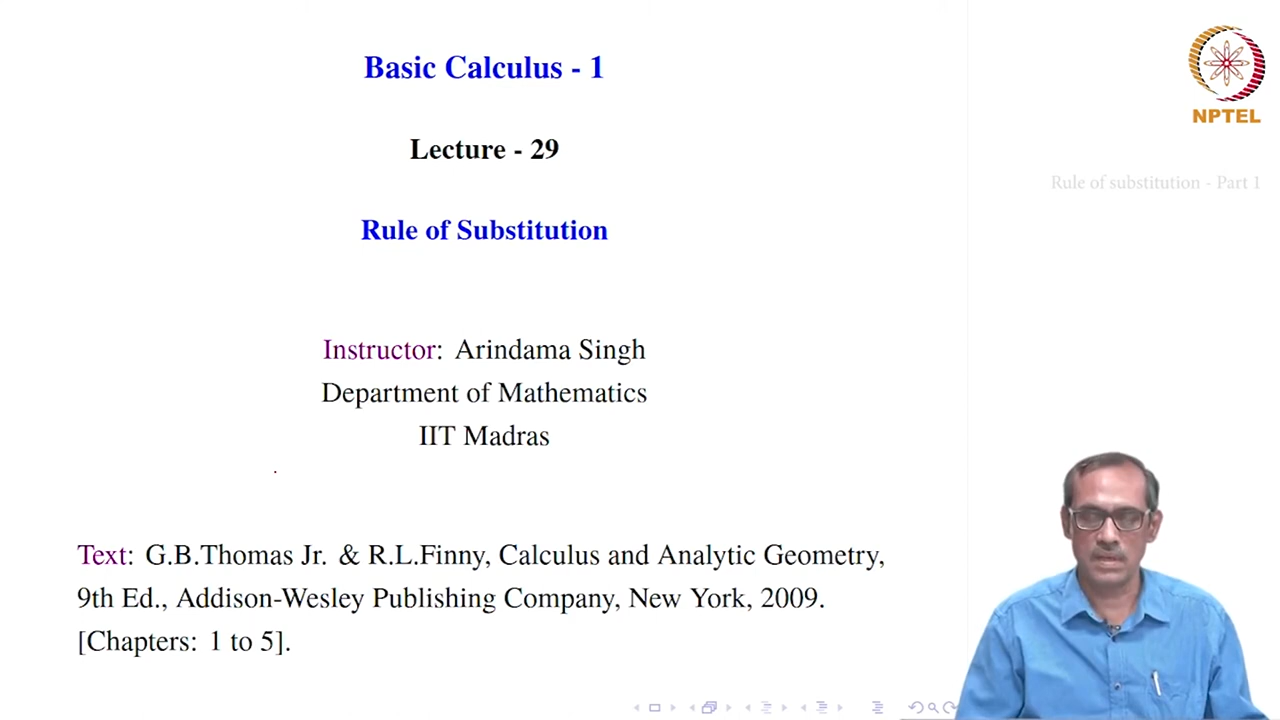 Basic Calculus - 1
NPTEL
Lecture - 29
Rule of substitution - Part 1
Rule of Substitution
Instructor: Arindama Singh
Department of Mathematics
IIT Madras
Text: G.B.Thomas Jr. & R.L.Finny, Calculus and Analytic Geometry,
9th Ed., Addison-Wesley Publishing Company, New York, 2009.
[Chapters: 1 to 5].